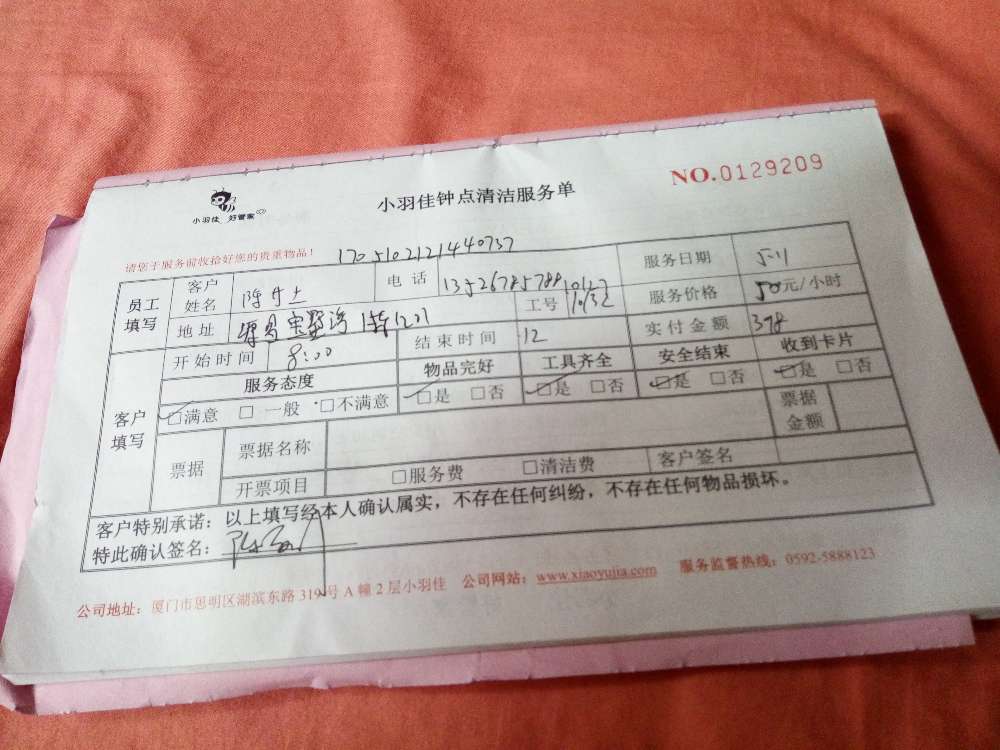 小羽佳 好管家
小羽佳钟点清洁服务单
NO.0129209
请您于服务前收拾好您的贵重物品!
1705102121440737
员工填写 客户姓名 陈 电话 13526785788 服务日期 5-11
地址 1201 工号 服务价格 50元/小时
开始时间 8:00 结束时间 12 实付金额 378
客户填写 服务态度 物品完好 工具齐全 安全结束 收到卡片
□满意 □一般 □不满意 □是 □否 □是 □否 □是 □否 □是 □否
票据 票据名称 票据金额
开票项目 □服务费 □清洁费 客户签名
客户特别承诺:以上填写经本人确认属实,不存在任何纠纷,不存在任何物品损坏。
特此确认签名:
公司地址:厦门市思明区湖滨东路319号A幢2层小羽佳 公司网站:www.xiaoyujia.com 服务监督热线:0592-5888123